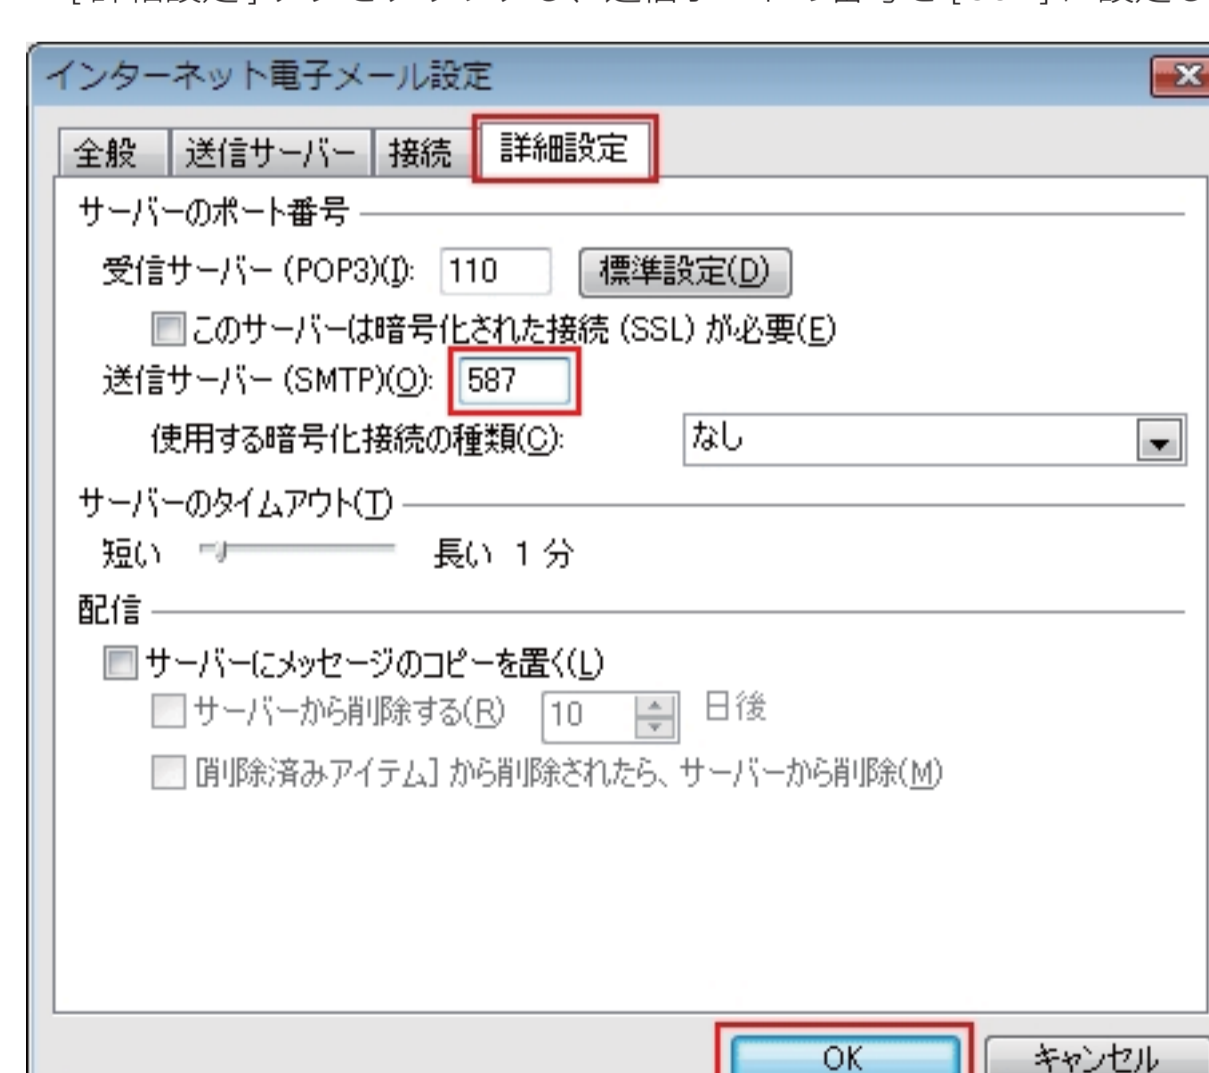 インターネット電子メール設定
全般 送信サーバー 接続 詳細設定
サーバーのポート番号
受信サーバー (POP3)(I): 110 標準設定(D)
このサーバーは暗号化された接続 (SSL) が必要(E)
送信サーバー (SMTP)(O): 587
使用する暗号化接続の種類(C): なし
サーバーのタイムアウト(T)
短い 長い 1 分
配信
サーバーにメッセージのコピーを置く(L)
サーバーから削除する(R) 10 日後
[削除済みアイテム] から削除されたら、サーバーから削除(M)
OK キャンセル